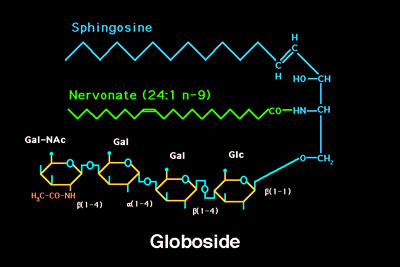 Sphingosine
H
C
C
H
HO—CH
Nervonate (24:1 n-9)
CO—HN—CH
Gal-NAc
Gal
Gal
Glc
O—CH2
H3C-CO-NH
β(1-4)
α(1-4)
β(1-4)
β(1-1)
Globoside